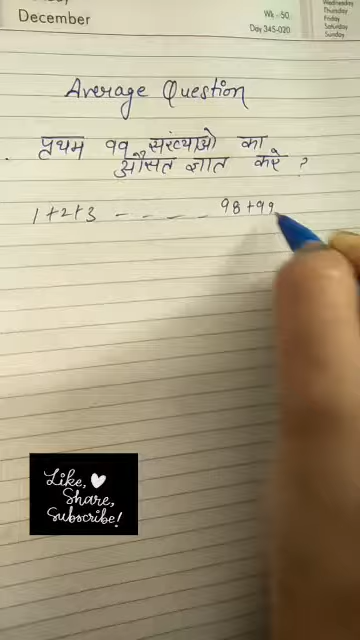 December
Wk - 50
Day 345-020
Wednesday
Thursday
Friday
Saturday
Sunday
Average Question
प्रथम 99 संख्याओ का
औसत ज्ञात करे ?
1+2+3 - - - - - 98+99
Like,
Share,
Subscribe!